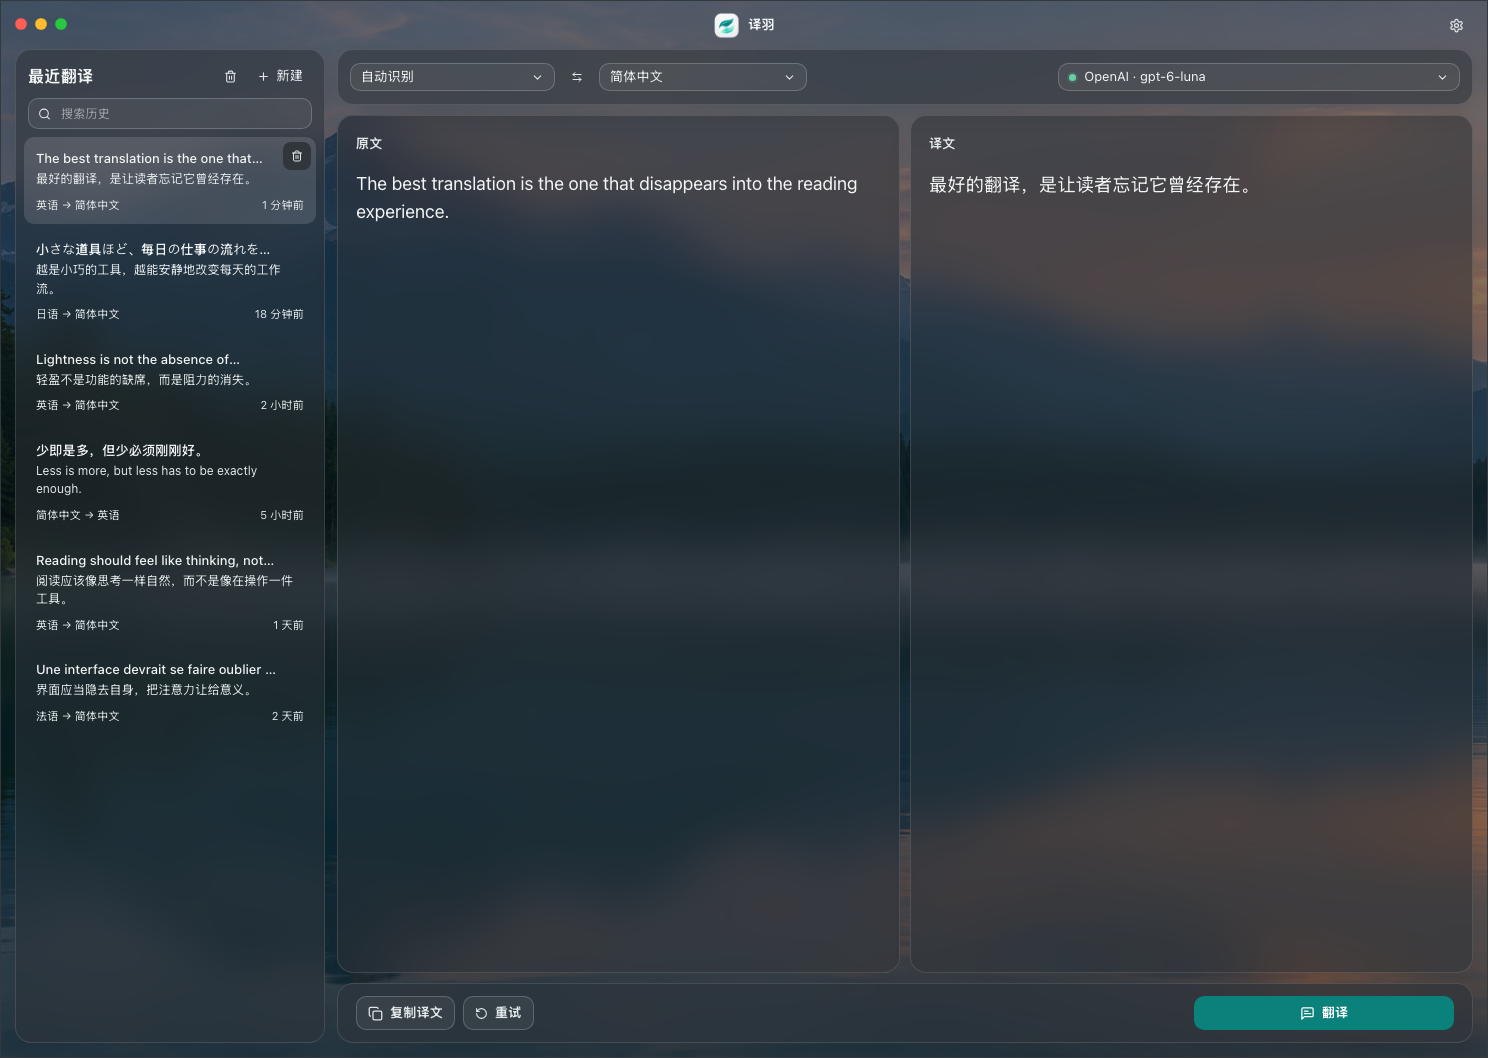 译羽
最近翻译
新建
搜索历史
The best translation is the one that...
最好的翻译，是让读者忘记它曾经存在。
英语 → 简体中文 1 分钟前
小さな道具ほど、毎日の仕事の流れを...
越是小巧的工具，越能安静地改变每天的工作
流。
日语 → 简体中文 18 分钟前
Lightness is not the absence of...
轻盈不是功能的缺席，而是阻力的消失。
英语 → 简体中文 2 小时前
少即是多，但少必须刚刚好。
Less is more, but less has to be exactly
enough.
简体中文 → 英语 5 小时前
Reading should feel like thinking, not...
阅读应该像思考一样自然，而不是像在操作一件
工具。
英语 → 简体中文 1 天前
Une interface devrait se faire oublier ...
界面应当隐去自身，把注意力让给意义。
法语 → 简体中文 2 天前
自动识别
简体中文
OpenAI · gpt-6-luna
原文
The best translation is the one that disappears into the reading
experience.
译文
最好的翻译，是让读者忘记它曾经存在。
复制译文
重试
翻译